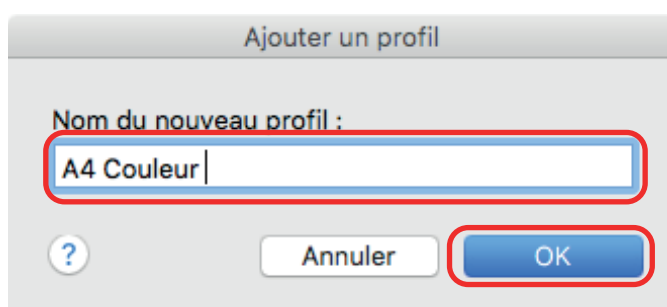 Ajouter un profil
Nom du nouveau profil :
A4 Couleur
? Annuler OK